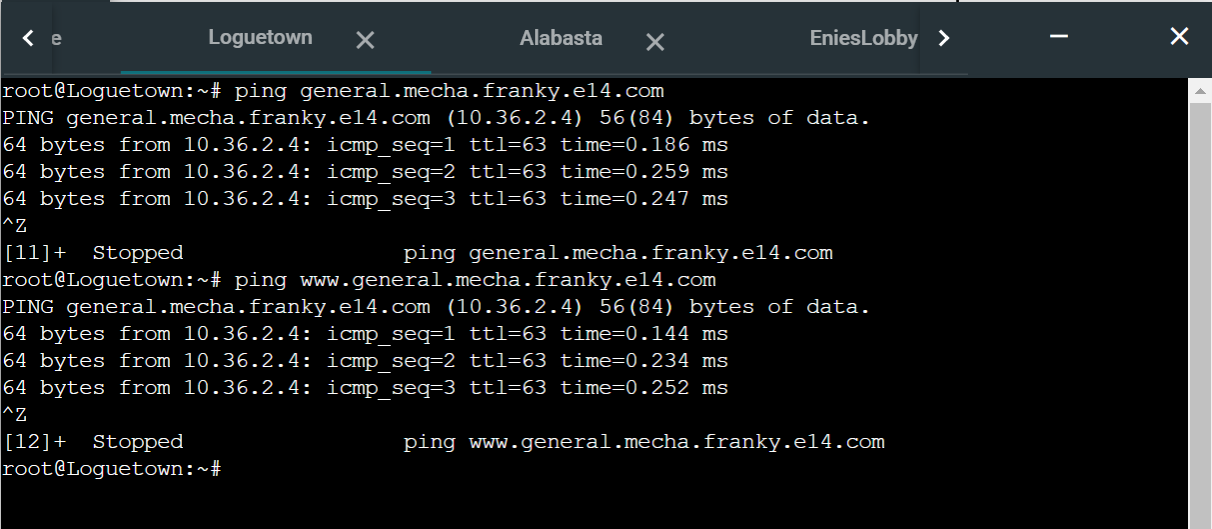 e Loguetown Alabasta EniesLobby
root@Loguetown:~# ping general.mecha.franky.e14.com
PING general.mecha.franky.e14.com (10.36.2.4) 56(84) bytes of data.
64 bytes from 10.36.2.4: icmp_seq=1 ttl=63 time=0.186 ms
64 bytes from 10.36.2.4: icmp_seq=2 ttl=63 time=0.259 ms
64 bytes from 10.36.2.4: icmp_seq=3 ttl=63 time=0.247 ms
^Z
[11]+  Stopped                 ping general.mecha.franky.e14.com
root@Loguetown:~# ping www.general.mecha.franky.e14.com
PING general.mecha.franky.e14.com (10.36.2.4) 56(84) bytes of data.
64 bytes from 10.36.2.4: icmp_seq=1 ttl=63 time=0.144 ms
64 bytes from 10.36.2.4: icmp_seq=2 ttl=63 time=0.234 ms
64 bytes from 10.36.2.4: icmp_seq=3 ttl=63 time=0.252 ms
^Z
[12]+  Stopped                 ping www.general.mecha.franky.e14.com
root@Loguetown:~#